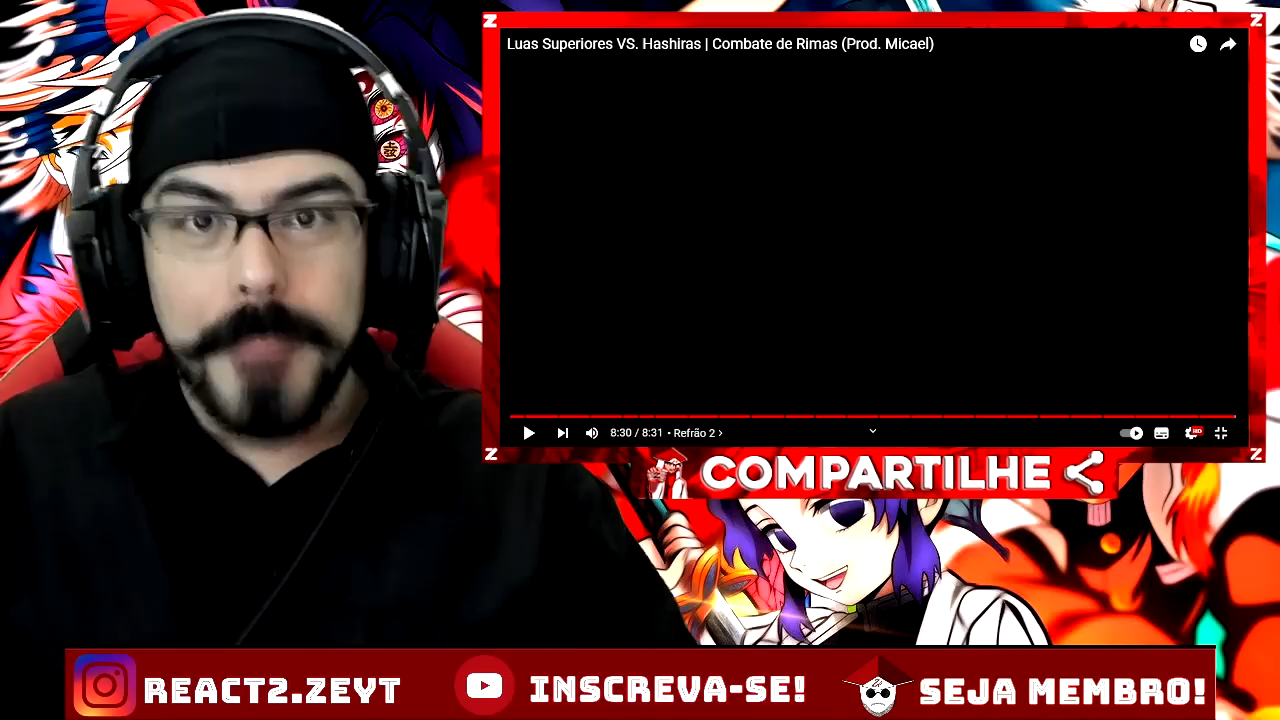 Z Z
Luas Superiores VS. Hashiras | Combate de Rimas (Prod. Micael)
8:30 / 8:31 • Refrão 2 ›
HD
Z Z
COMPARTILHE
REACT2.ZEYT
INSCREVA-SE!
SEJA MEMBRO!